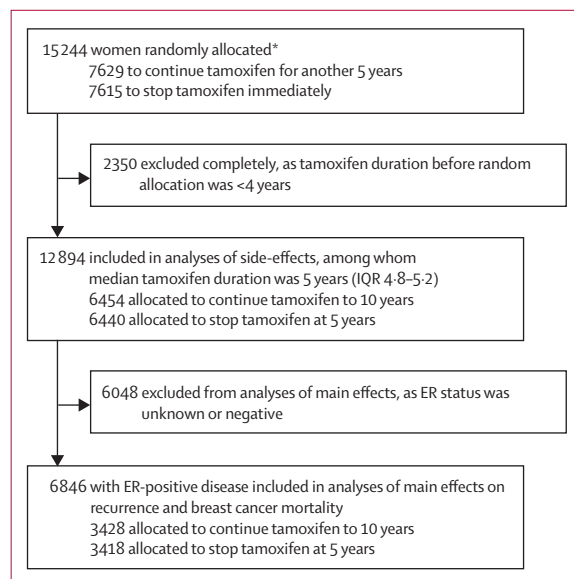 15 244 women randomly allocated*
7629 to continue tamoxifen for another 5 years
7615 to stop tamoxifen immediately
2350 excluded completely, as tamoxifen duration before random
allocation was <4 years
12 894 included in analyses of side-effects, among whom
median tamoxifen duration was 5 years (IQR 4·8–5·2)
6454 allocated to continue tamoxifen to 10 years
6440 allocated to stop tamoxifen at 5 years
6048 excluded from analyses of main effects, as ER status was
unknown or negative
6846 with ER-positive disease included in analyses of main effects on
recurrence and breast cancer mortality
3428 allocated to continue tamoxifen to 10 years
3418 allocated to stop tamoxifen at 5 years